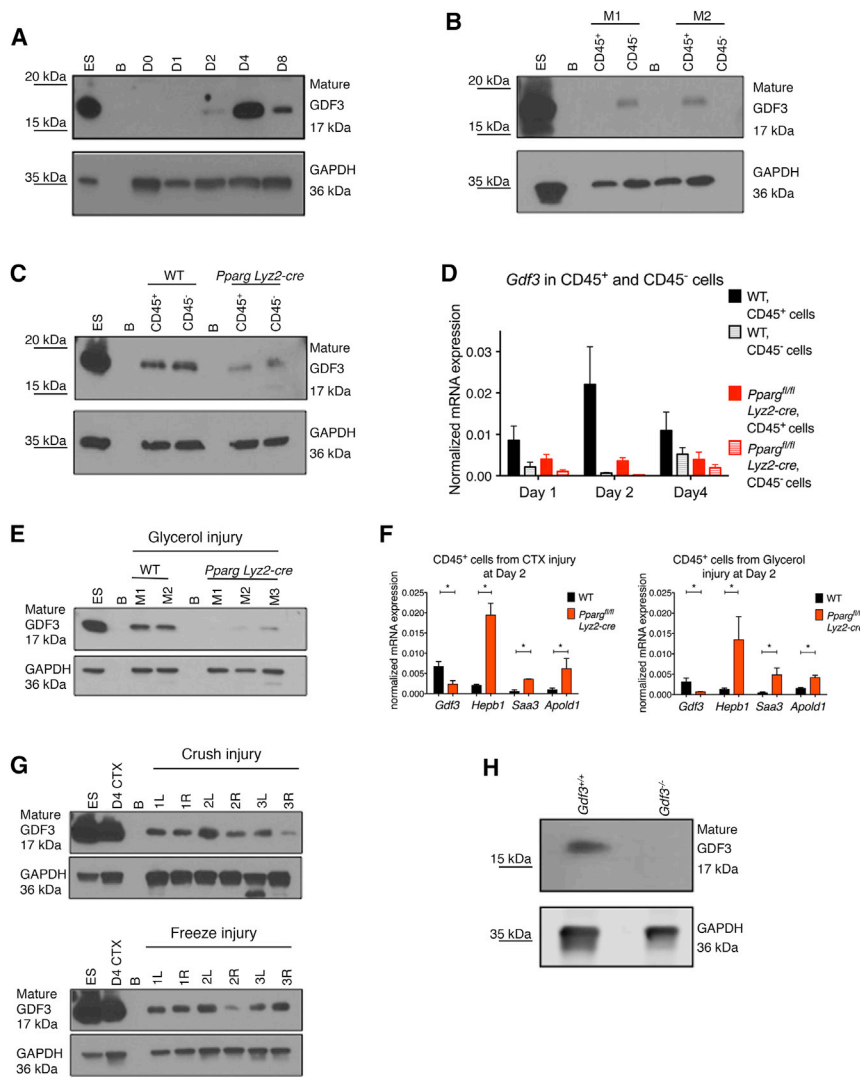 A
ES B D0 D1 D2 D4 D8
20 kDa
15 kDa
Mature
GDF3
17 kDa
35 kDa
GAPDH
36 kDa
B
M1 M2
ES B CD45+ CD45- B CD45+ CD45-
20 kDa
15 kDa
Mature
GDF3
17 kDa
35 kDa
GAPDH
36 kDa
C
WT Pparg Lyz2-cre
ES B CD45+ CD45- B CD45+ CD45-
20 kDa
15 kDa
Mature
GDF3
17 kDa
35 kDa
GAPDH
36 kDa
D
Gdf3 in CD45+ and CD45- cells
Normalized mRNA expression
0.03
0.02
0.01
0.00
Day 1 Day 2 Day4
WT,
CD45+ cells
WT,
CD45- cells
Ppargfl/fl
Lyz2-cre,
CD45+ cells
Ppargfl/fl
Lyz2-cre,
CD45- cells
E
Glycerol injury
WT Pparg Lyz2-cre
ES B M1 M2 B M1 M2 M3
Mature
GDF3
17 kDa
GAPDH
36 kDa
F
CD45+ cells from CTX injury
at Day 2
normalized mRNA expression
0.025
0.020
0.015
0.010
0.005
0.000
* * * *
Gdf3 Hepb1 Saa3 Apold1
WT
Ppargfl/fl
Lyz2-cre
CD45+ cells from Glycerol
injury at Day 2
normalized mRNA expression
0.025
0.020
0.015
0.010
0.005
0.000
* * * *
Gdf3 Hepb1 Saa3 Apold1
WT
Ppargfl/fl
Lyz2-cre
G
Crush injury
ES D4 CTX B 1L 1R 2L 2R 3L 3R
Mature
GDF3
17 kDa
GAPDH
36 kDa
Freeze injury
ES D4 CTX B 1L 1R 2L 2R 3L 3R
Mature
GDF3
17 kDa
GAPDH
36 kDa
H
Gdf3+/+ Gdf3-/-
15 kDa
Mature
GDF3
17 kDa
35 kDa
GAPDH
36 kDa